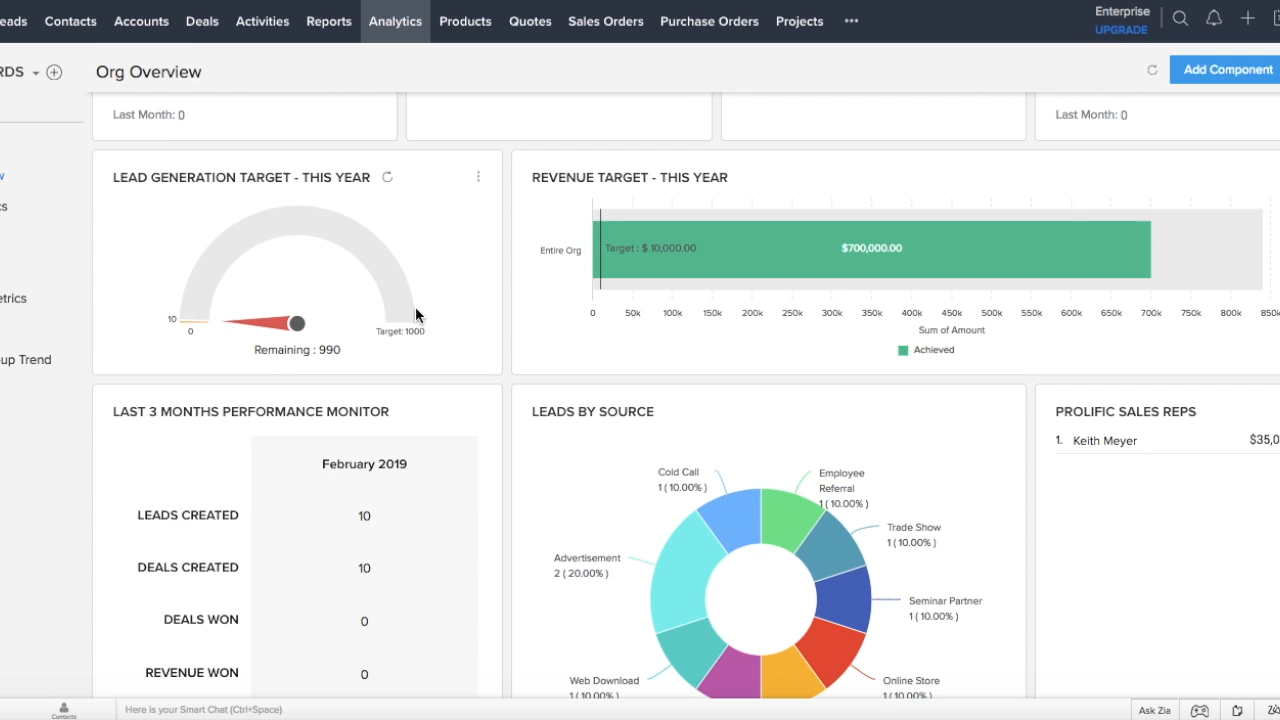 eads Contacts Accounts Deals Activities Reports Analytics Products Quotes Sales Orders Purchase Orders Projects •••
Enterprise
UPGRADE
RDS
Org Overview
Add Component
Last Month: 0
Last Month: 0
w
cs
etrics
up Trend
LEAD GENERATION TARGET - THIS YEAR
10
0
Target: 1000
Remaining : 990
REVENUE TARGET - THIS YEAR
Entire Org
Target : $ 10,000.00
$700,000.00
0 50k 100k 150k 200k 250k 300k 350k 400k 450k 500k 550k 600k 650k 700k 750k 800k 850k
Sum of Amount
Achieved
LAST 3 MONTHS PERFORMANCE MONITOR
February 2019
LEADS CREATED 10
DEALS CREATED 10
DEALS WON 0
REVENUE WON 0
LEADS BY SOURCE
Cold Call
1 ( 10.00% )
Employee
Referral
1 ( 10.00% )
Trade Show
1 ( 10.00% )
Advertisement
2 ( 20.00% )
Seminar Partner
1 ( 10.00% )
Web Download
1 ( 10.00% )
Online Store
1 ( 10.00% )
PROLIFIC SALES REPS
1. Keith Meyer $35,0
Contacts
Here is your Smart Chat (Ctrl+Space)
Ask Zia